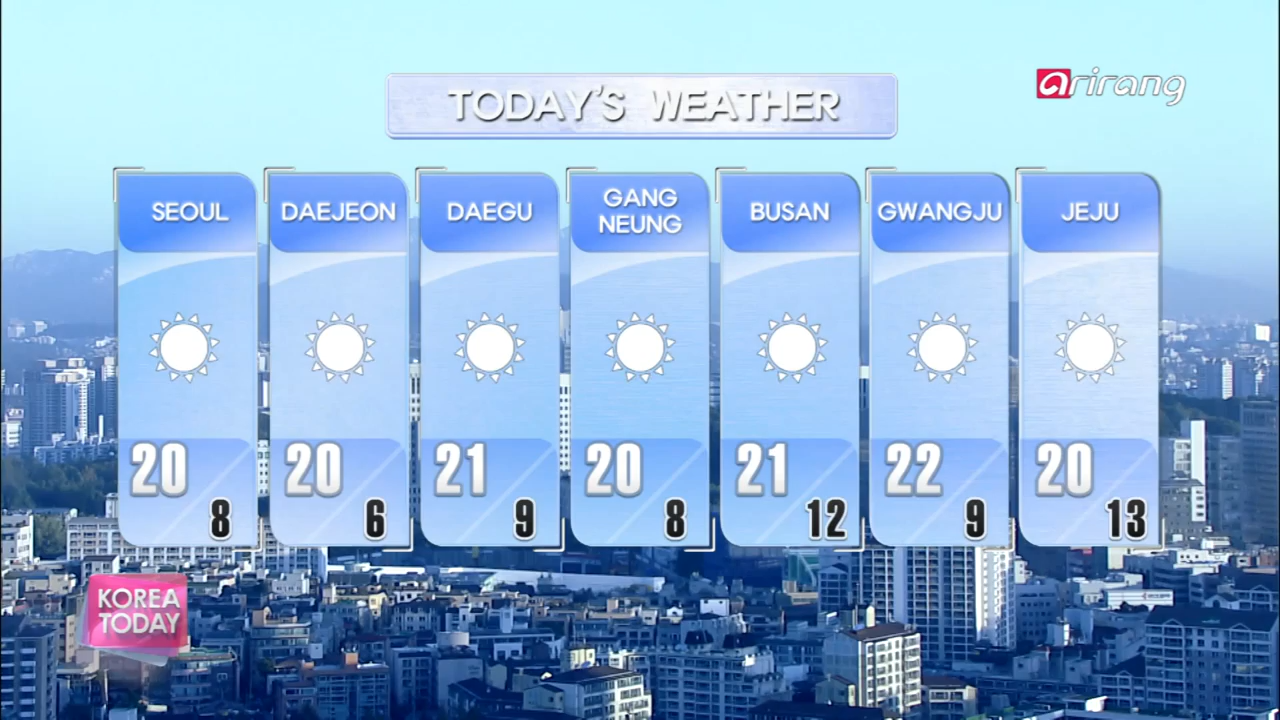 TODAY'S WEATHER
arirang
SEOUL
DAEJEON
DAEGU
GANG
NEUNG
BUSAN
GWANGJU
JEJU
20
8
20
6
21
9
20
8
21
12
22
9
20
13
KOREA
TODAY